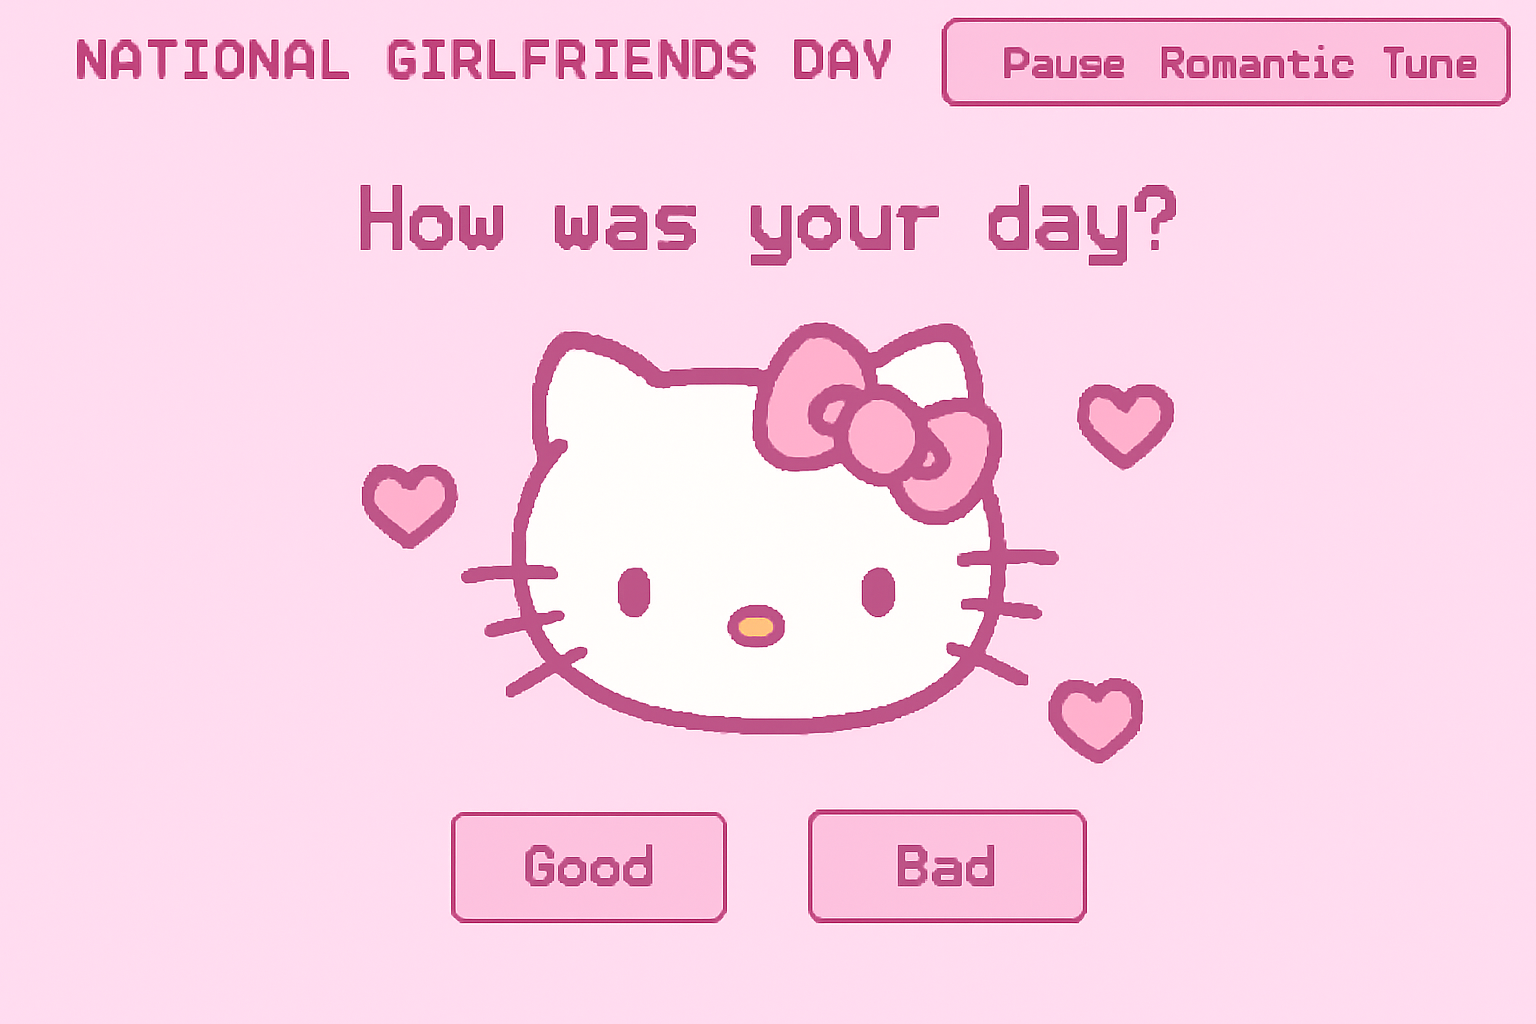 NATIONAL GIRLFRIENDS DAY
Pause Romantic Tune
How was your day?
Good
Bad